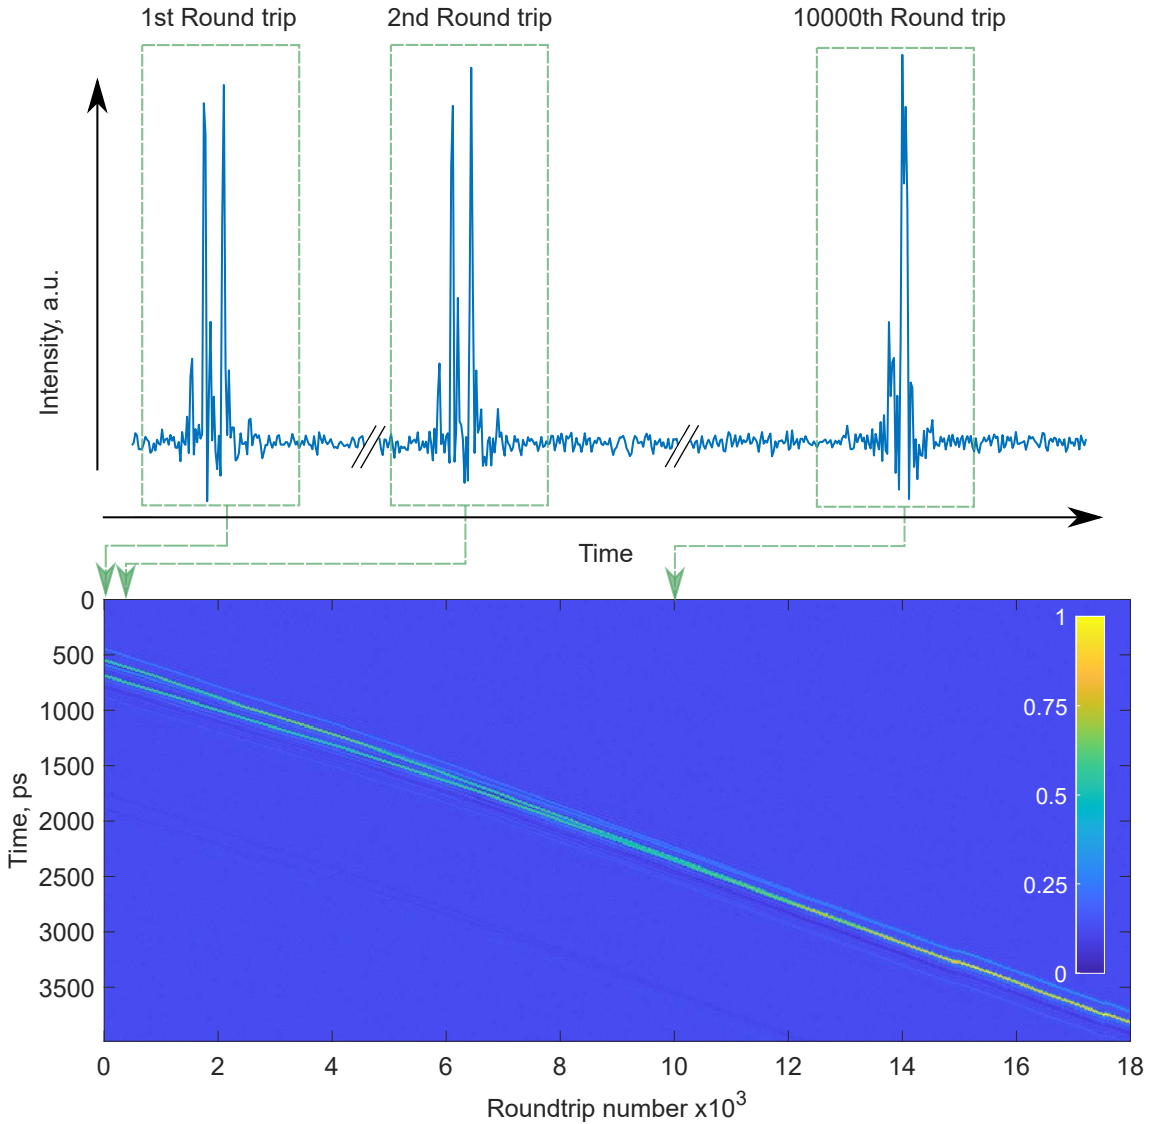 1st Round trip
2nd Round trip
10000th Round trip
Intensity, a.u.
Time
0
500
1000
1500
2000
2500
3000
3500
Time, ps
1
0.75
0.5
0.25
0
0 2 4 6 8 10 12 14 16 18
Roundtrip number x10³